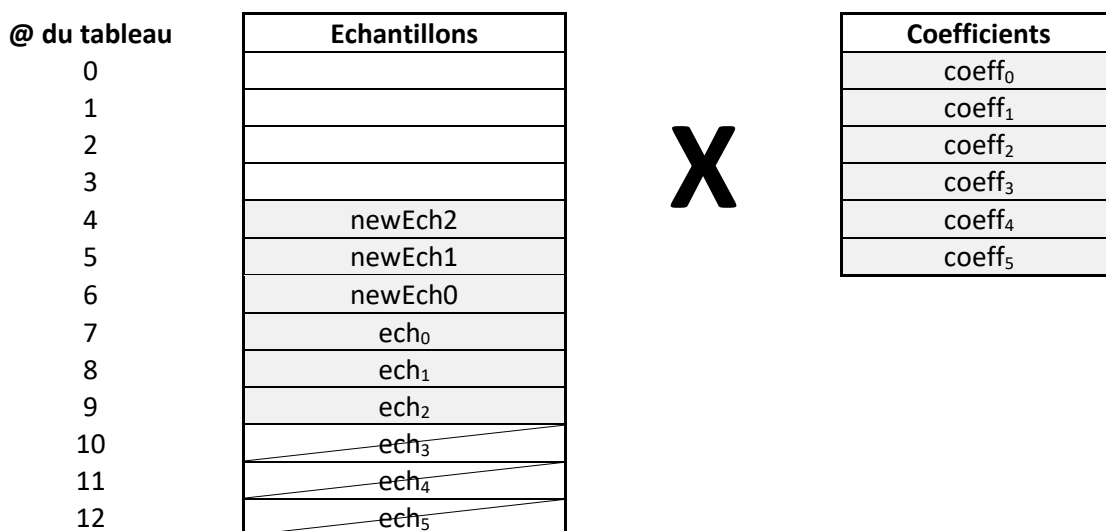 @ du tableau Echantillons Coefficients
0 coeff₀
1 coeff₁
2 X coeff₂
3 coeff₃
4 newEch2 coeff₄
5 newEch1 coeff₅
6 newEch0
7 ech₀
8 ech₁
9 ech₂
10 ech₃
11 ech₄
12 ech₅